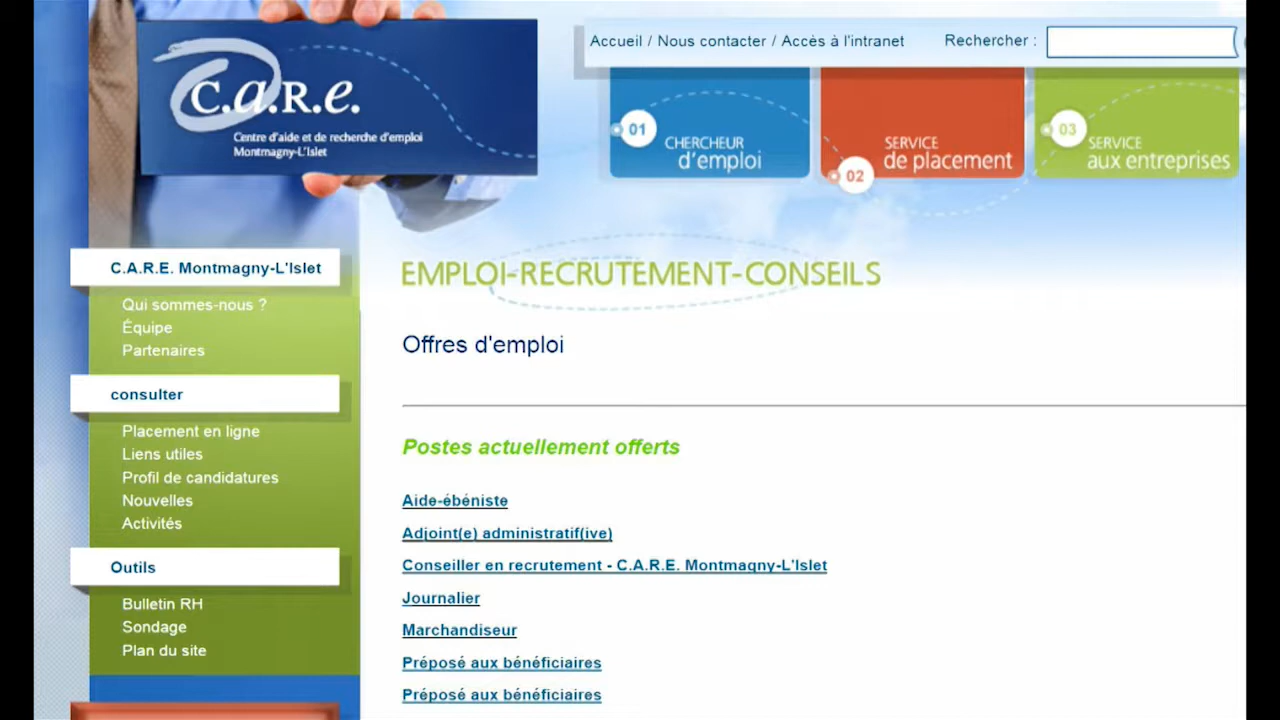 Accueil / Nous contacter / Accès à l'intranet
Rechercher :
C.a.R.e.
Centre d'aide et de recherche d'emploi
Montmagny-L'Islet
01
CHERCHEUR
d'emploi
02
SERVICE
de placement
03
SERVICE
aux entreprises
C.A.R.E. Montmagny-L'Islet
Qui sommes-nous ?
Équipe
Partenaires
consulter
Placement en ligne
Liens utiles
Profil de candidatures
Nouvelles
Activités
Outils
Bulletin RH
Sondage
Plan du site
EMPLOI-RECRUTEMENT-CONSEILS
Offres d'emploi
Postes actuellement offerts
Aide-ébéniste
Adjoint(e) administratif(ive)
Conseiller en recrutement - C.A.R.E. Montmagny-L'Islet
Journalier
Marchandiseur
Préposé aux bénéficiaires
Préposé aux bénéficiaires